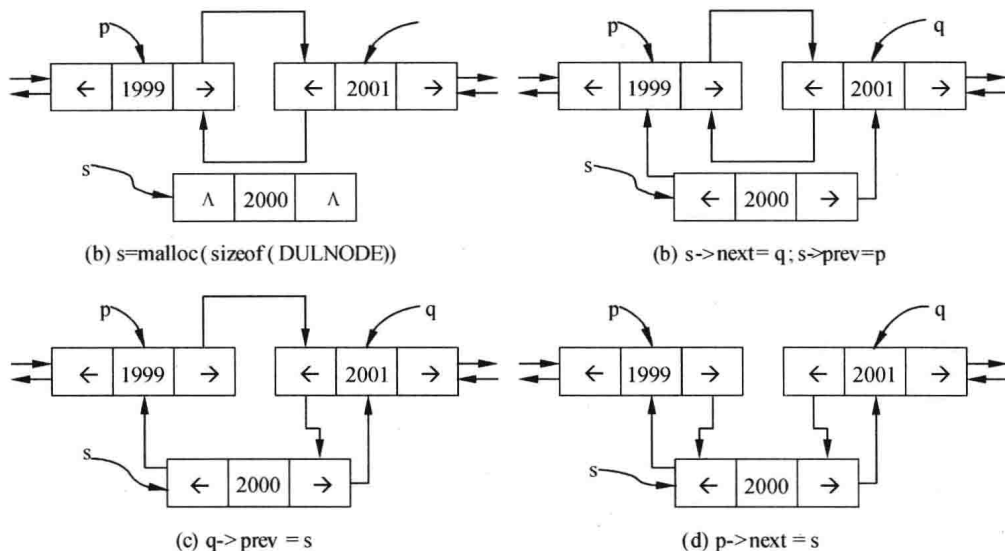 p
← 1999 → ← 2001 →
s
Λ 2000 Λ
(b) s=malloc(sizeof(DULNODE))
p q
← 1999 → ← 2001 →
s
← 2000 →
(b) s->next= q; s->prev=p
p q
← 1999 → ← 2001 →
s
← 2000 →
(c) q->prev = s
p q
← 1999 → ← 2001 →
s
← 2000 →
(d) p->next = s